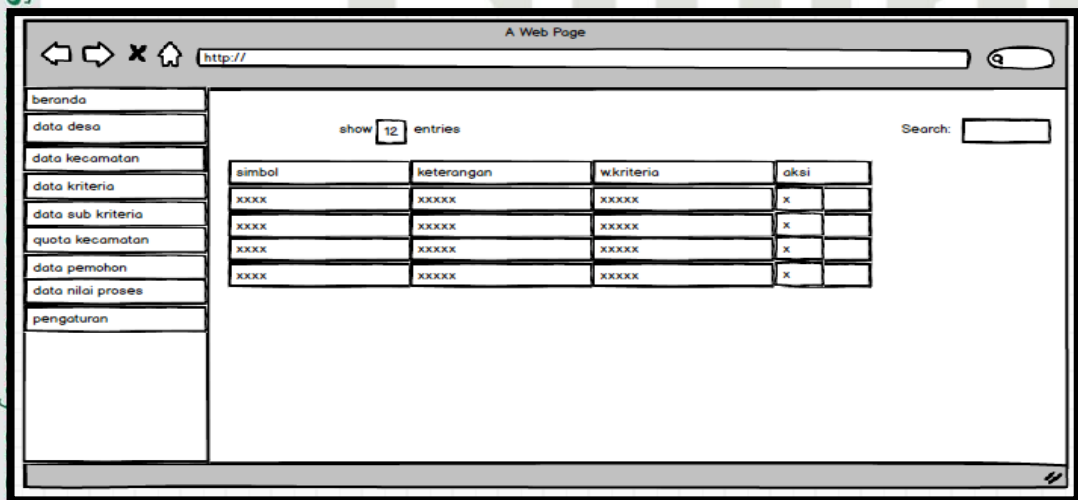 A Web Page
http://
beranda
data desa
data kecamatan
data kriteria
data sub kriteria
quota kecamatan
data pemohon
data nilai proses
pengaturan
show 12 entries Search:
simbol keterangan w.kriteria aksi
xxxx xxxxx xxxxx x
xxxx xxxxx xxxxx x
xxxx xxxxx xxxxx x
xxxx xxxxx xxxxx x